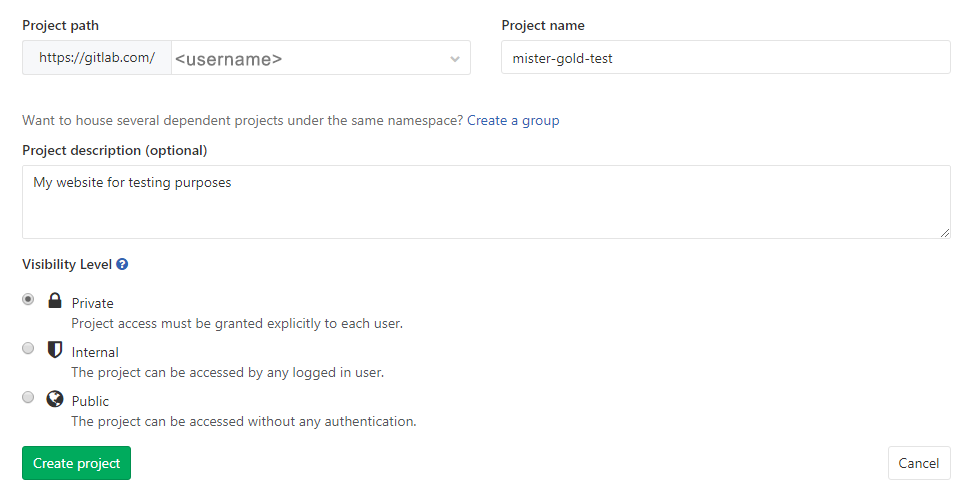 Project path
Project name
https://gitlab.com/ <username>
mister-gold-test
Want to house several dependent projects under the same namespace? Create a group
Project description (optional)
My website for testing purposes
Visibility Level ?
Private
Project access must be granted explicitly to each user.
Internal
The project can be accessed by any logged in user.
Public
The project can be accessed without any authentication.
Create project
Cancel